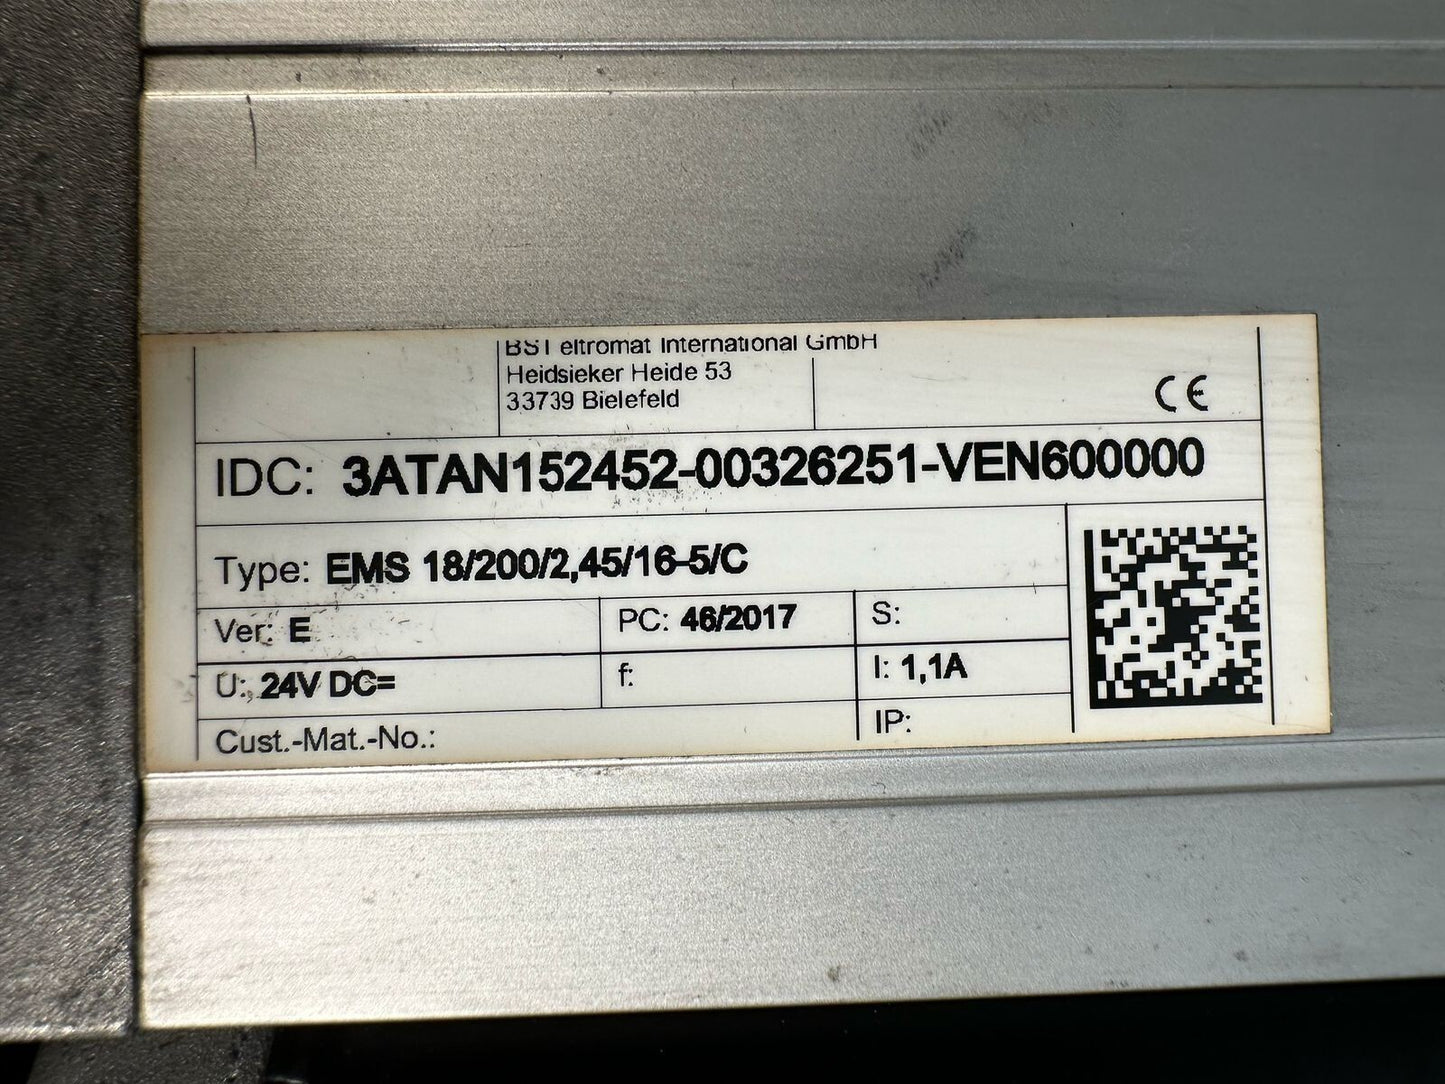 BST eltromat International GmbH
Heidsieker Heide 53
33739 Bielefeld
CE
IDC: 3ATAN152452-00326251-VEN600000
Type: EMS 18/200/2,45/16-5/C
Ver: E
PC: 46/2017
S:
U: 24V DC=
f:
I: 1,1A
IP:
Cust.-Mat.-No.: